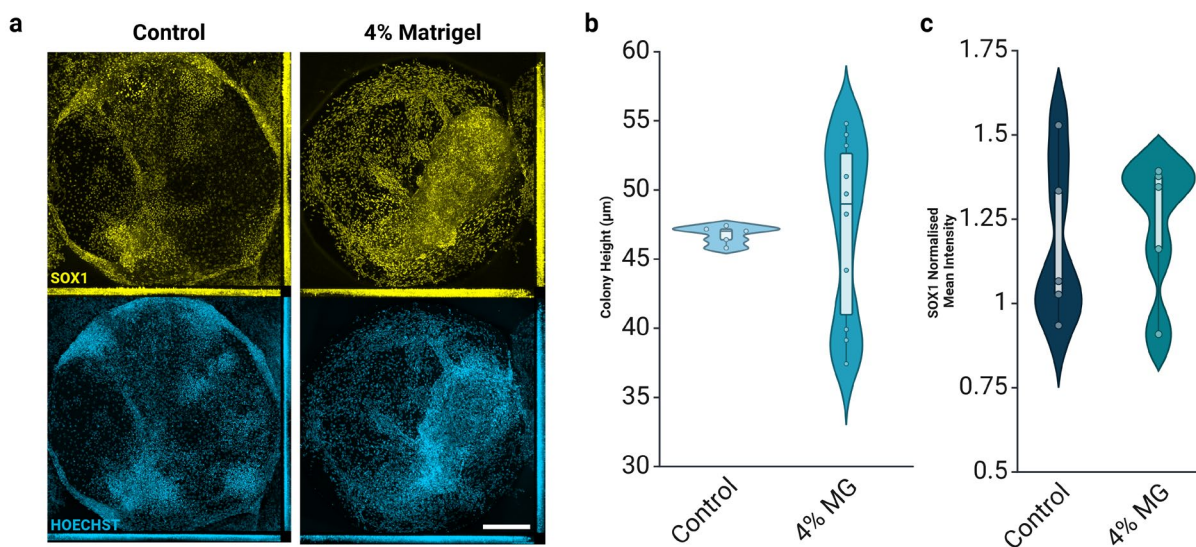 a
Control
4% Matrigel
SOX1
HOECHST
b
Colony Height (µm)
60
55
50
45
40
35
30
Control
4% MG
c
SOX1 Normalised
Mean Intensity
1.75
1.5
1.25
1
0.75
0.5
Control
4% MG